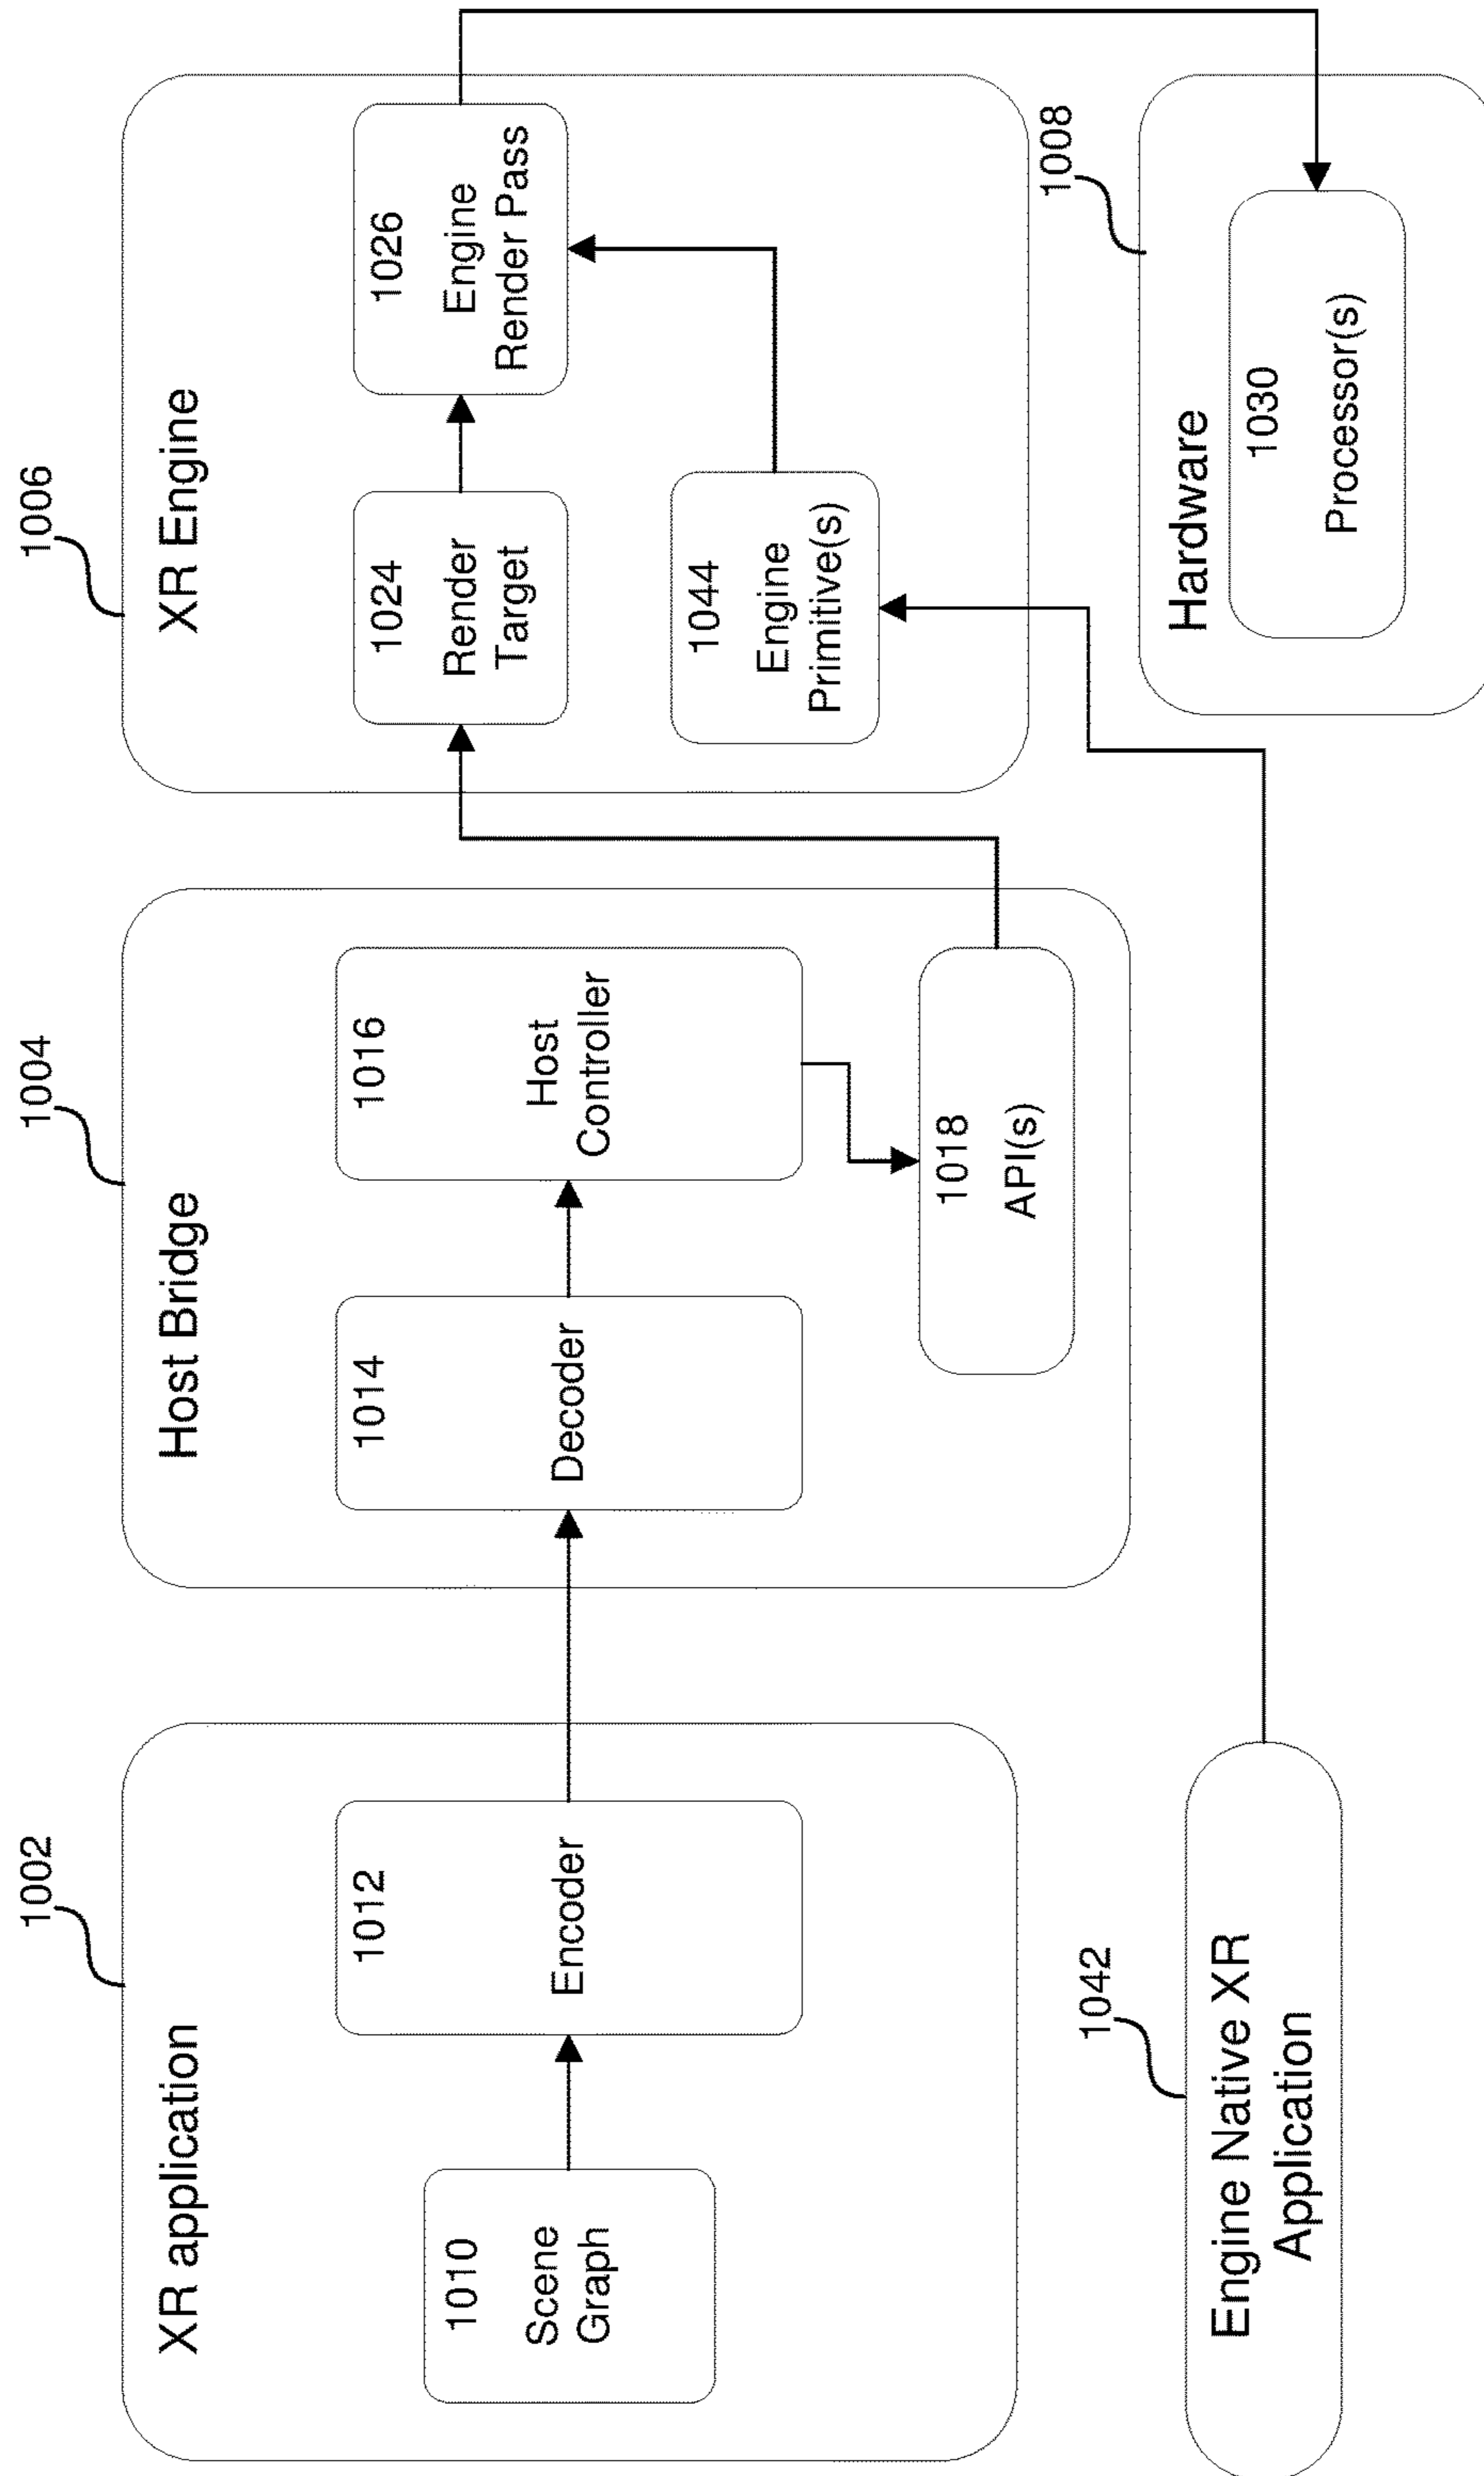 1002
XR application
1010
Scene
Graph
1012
Encoder
1004
Host Bridge
1014
Decoder
1016
Host
Controller
1018
API(s)
1006
XR Engine
1024
Render
Target
1026
Engine
Render Pass
1044
Engine
Primitive(s)
1042
Engine Native XR
Application
1008
Hardware
1030
Processor(s)